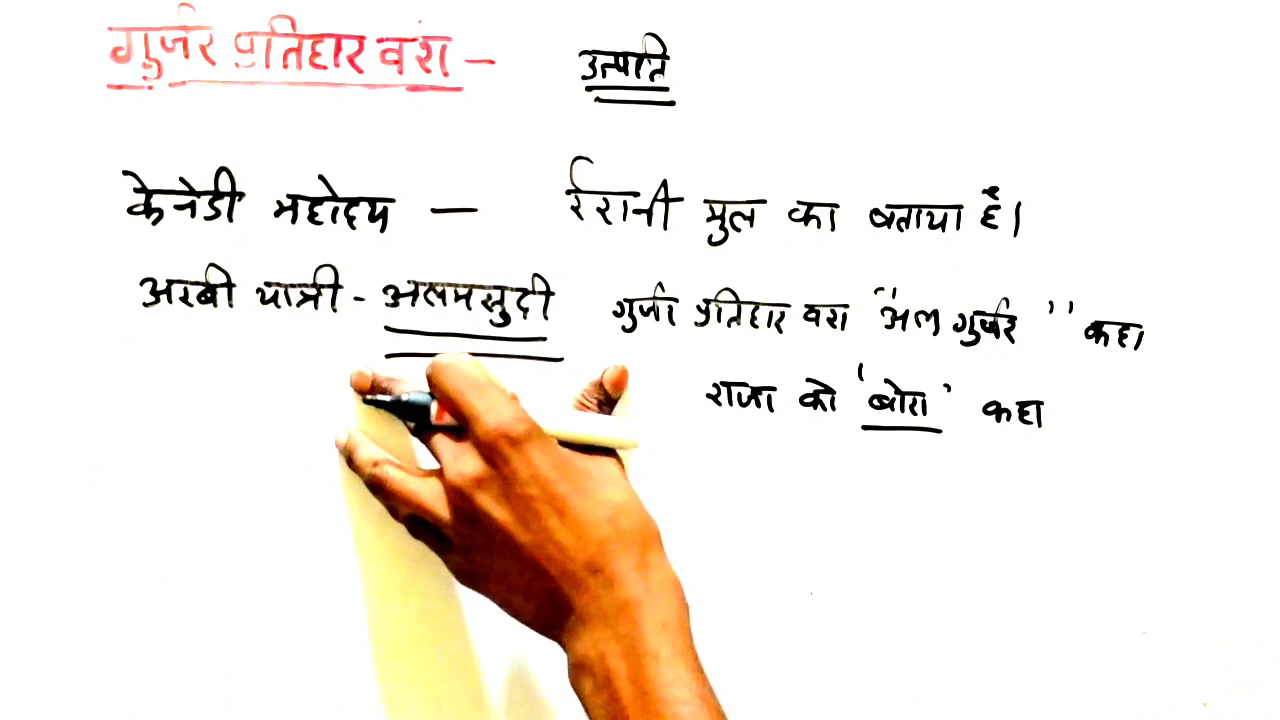 गुर्जर प्रतिहार वंश - उत्पति
केनेडी महोदय - ईरानी मुल का बताया है।
अरबी यात्री - अलमसुदी गुर्जर प्रतिहार वंश "अल गुर्जर" कहा
राजा को 'बोरा' कहा